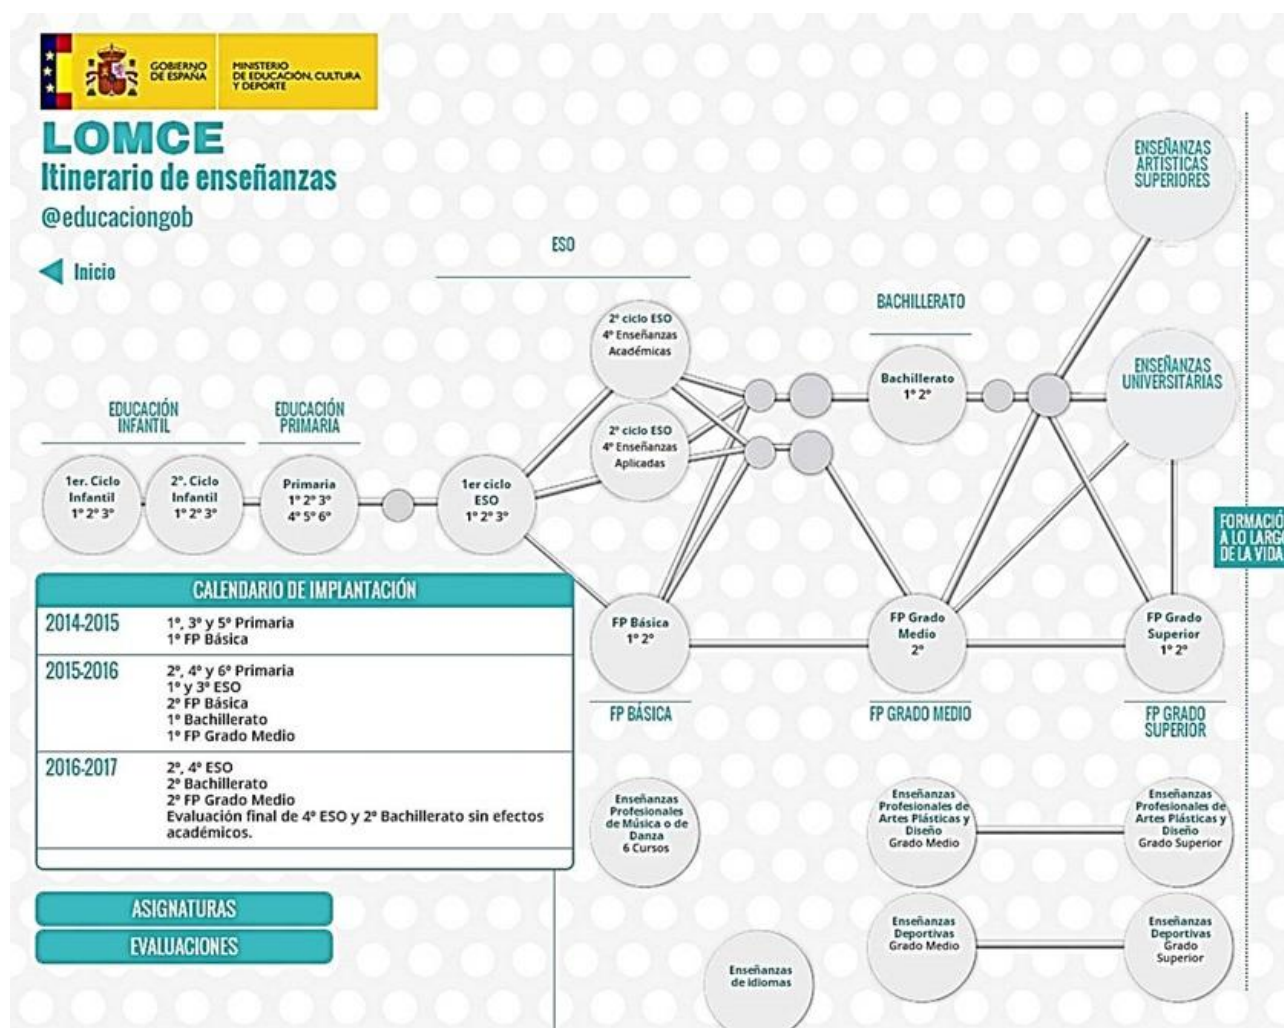 GOBIERNO
DE ESPAÑA
MINISTERIO
DE EDUCACIÓN, CULTURA
Y DEPORTE
LOMCE
Itinerario de enseñanzas
@educaciongob
Inicio
ESO
BACHILLERATO
ENSEÑANZAS
ARTÍSTICAS
SUPERIORES
2º ciclo ESO
4º Enseñanzas
Académicas
Bachillerato
1º 2º
ENSEÑANZAS
UNIVERSITARIAS
EDUCACIÓN
INFANTIL
EDUCACIÓN
PRIMARIA
2º ciclo ESO
4º Enseñanzas
Aplicadas
1er. Ciclo
Infantil
1º 2º 3º
2º. Ciclo
Infantil
1º 2º 3º
Primaria
1º 2º 3º
4º 5º 6º
1er ciclo
ESO
1º 2º 3º
FORMACIÓ
A LO LARG
DE LA VIDA
CALENDARIO DE IMPLANTACIÓN
2014-2015
1º, 3º y 5º Primaria
1º FP Básica
2015-2016
2º, 4º y 6º Primaria
1º y 3º ESO
2º FP Básica
1º Bachillerato
1º FP Grado Medio
2016-2017
2º, 4º ESO
2º Bachillerato
2º FP Grado Medio
Evaluación final de 4º ESO y 2º Bachillerato sin efectos
académicos.
FP Básica
1º 2º
FP Grado
Medio
2º
FP Grado
Superior
1º 2º
FP BÁSICA
FP GRADO MEDIO
FP GRADO
SUPERIOR
Enseñanzas
Profesionales
de Música o de
Danza
6 Cursos
Enseñanzas
Profesionales de
Artes Plásticas y
Diseño
Grado Medio
Enseñanzas
Profesionales de
Artes Plásticas y
Diseño
Grado Superior
ASIGNATURAS
EVALUACIONES
Enseñanzas
Deportivas
Grado Medio
Enseñanzas
Deportivas
Grado
Superior
Enseñanzas
de idiomas